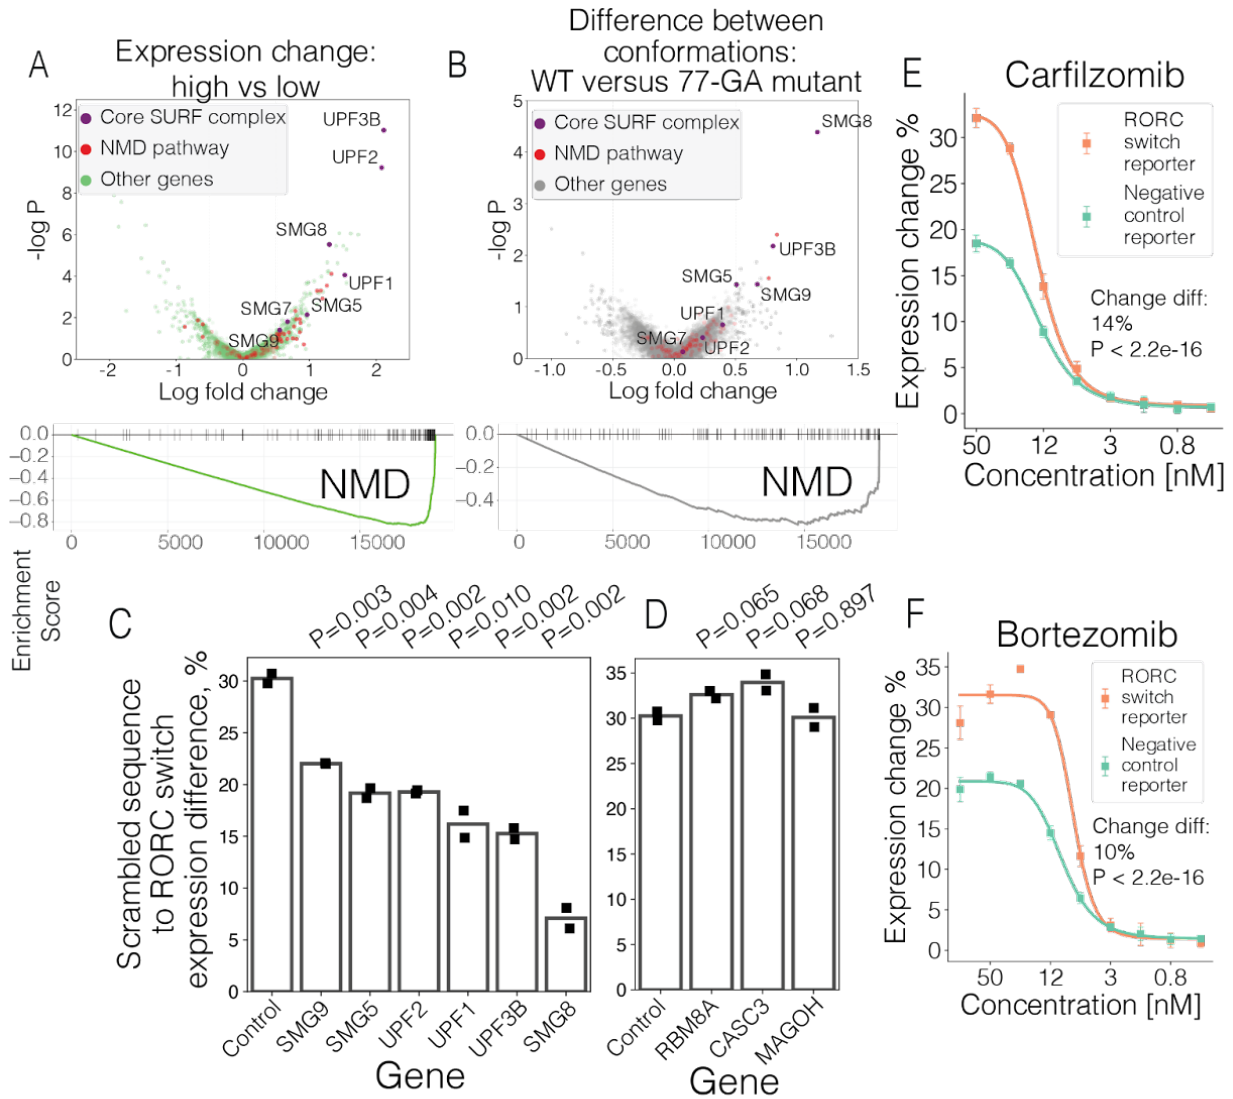 A
Expression change:
high vs low
12
10
8
6
4
2
0
-log P
Core SURF complex
NMD pathway
Other genes
UPF3B
UPF2
SMG8
UPF1
SMG7
SMG5
SMG9
-2
-1
0.0
1
2
Log fold change
0.0
−0.2
−0.4
−0.6
−0.8
NMD
0
5000
10000
15000
Enrichment
Score
B
Difference between
conformations:
WT versus 77-GA mutant
5
4
3
2
1
0
-log P
Core SURF complex
NMD pathway
Other genes
SMG8
UPF3B
SMG5
SMG9
UPF1
SMG7
UPF2
-1.0
-0.5
0.0
0.5
1.0
1.5
Log fold change
0.0
−0.2
−0.4
NMD
0
5000
10000
15000
C
P=0.003
P=0.004
P=0.002
P=0.010
P=0.002
P=0.002
Scrambled sequence
to RORC switch
expression difference, %
30
25
20
15
10
5
0
Control
SMG9
SMG5
UPF2
UPF1
UPF3B
SMG8
Gene
D
P=0.065
P=0.068
P=0.897
35
30
25
20
15
10
5
0
Control
RBM8A
CASC3
MAGOH
Gene
E
Carfilzomib
Expression change %
30
25
20
15
10
5
0
RORC
switch
reporter
Negative
control
reporter
Change diff:
14%
P < 2.2e-16
50
12
3
0.8
Concentration [nM]
F
Bortezomib
Expression change %
35
30
25
20
15
10
5
0
RORC
switch
reporter
Negative
control
reporter
Change diff:
10%
P < 2.2e-16
50
12
3
0.8
Concentration [nM]